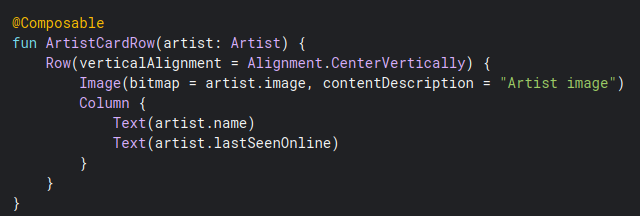 @Composable
fun ArtistCardRow(artist: Artist) {
    Row(verticalAlignment = Alignment.CenterVertically) {
        Image(bitmap = artist.image, contentDescription = "Artist image")
        Column {
            Text(artist.name)
            Text(artist.lastSeenOnline)
        }
    }
}